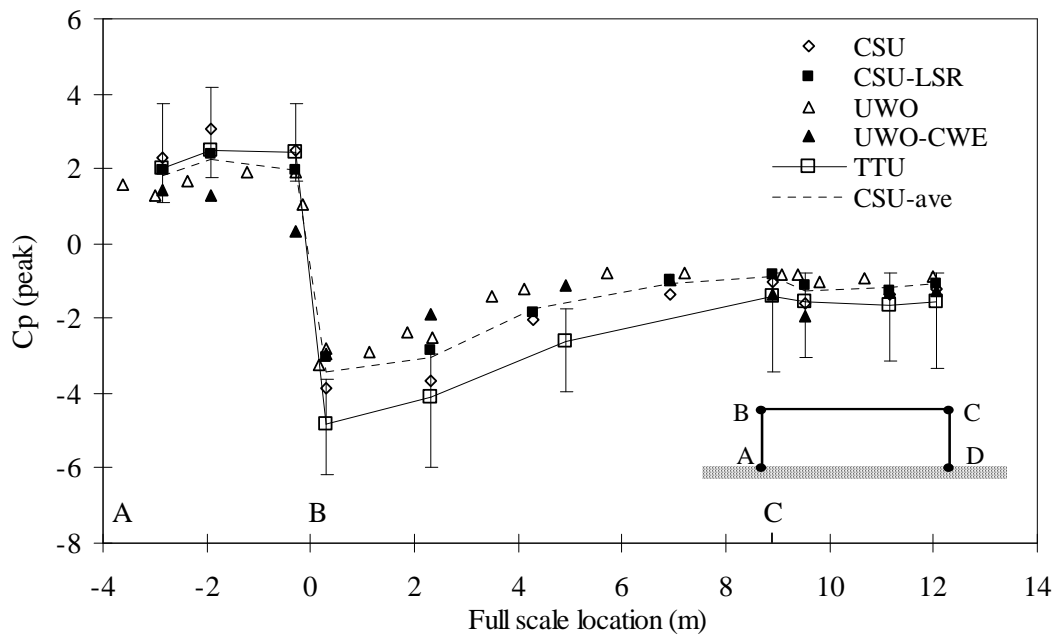 6
4
2
0
-2
-4
-6
-8
Cp (peak)
CSU
CSU-LSR
UWO
UWO-CWE
TTU
CSU-ave
B
C
A
D
A
B
C
-4
-2
0
2
4
6
8
10
12
14
Full scale location (m)